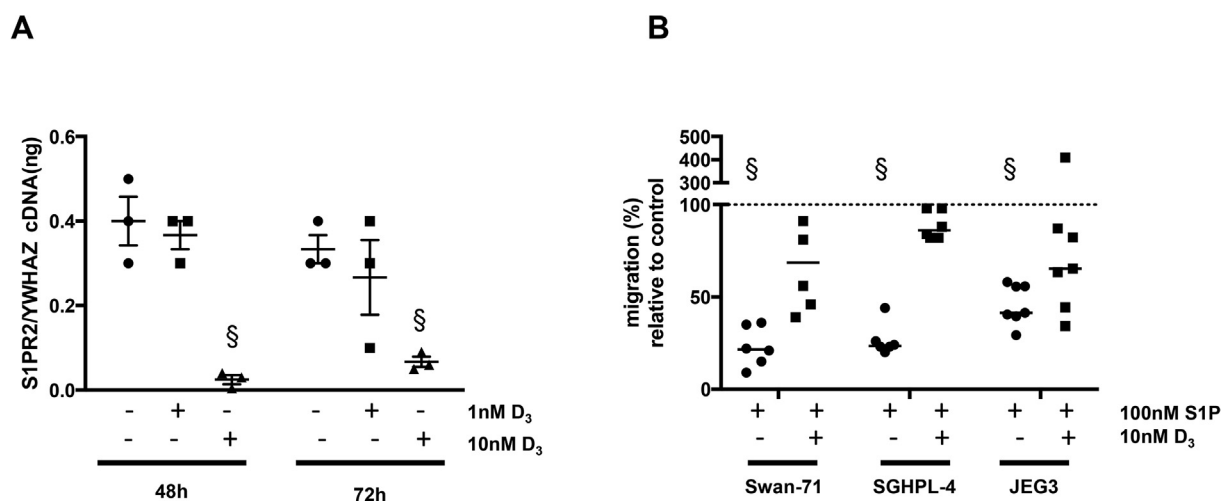 A
B
S1PR2/YWHAZ cDNA(ng)
0.6
0.4
0.2
0.0
§
§
- + - - + - 1nM D₃
- - + - - + 10nM D₃
48h 72h
migration (%)
relative to control
500
400
300
100
50
0
§ § §
+ + + + + + 100nM S1P
- + - + - + 10nM D₃
Swan-71 SGHPL-4 JEG3